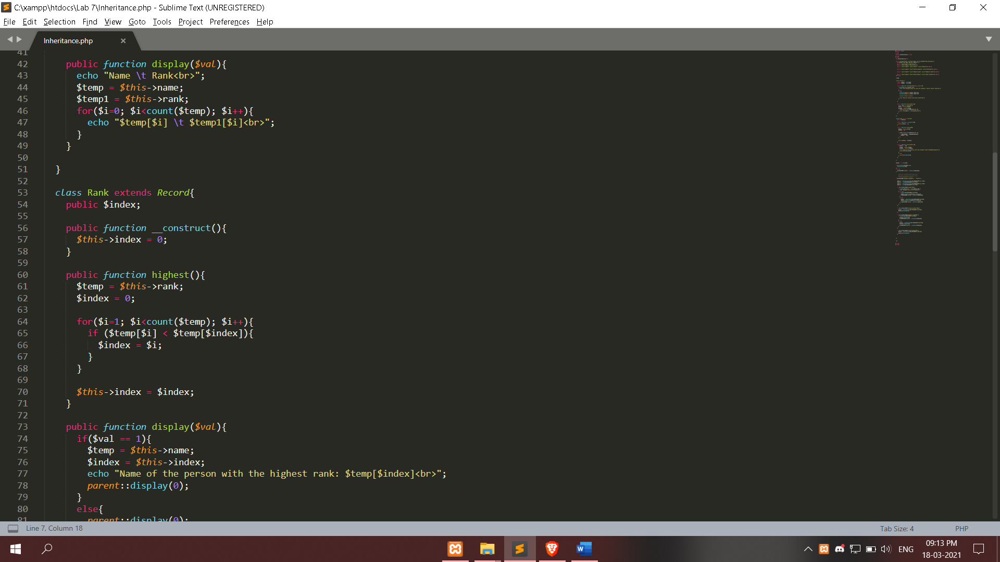 C:\xampp\htdocs\Lab 7\Inheritance.php - Sublime Text (UNREGISTERED)
File Edit Selection Find View Goto Tools Project Preferences Help
Inheritance.php
41
42 public function display($val){
43 echo "Name \t Rank<br>";
44 $temp = $this->name;
45 $temp1 = $this->rank;
46 for($i=0; $i<count($temp); $i++){
47 echo "$temp[$i] \t $temp1[$i]<br>";
48 }
49 }
50
51 }
52
53 class Rank extends Record{
54 public $index;
55
56 public function __construct(){
57 $this->index = 0;
58 }
59
60 public function highest(){
61 $temp = $this->rank;
62 $index = 0;
63
64 for($i=1; $i<count($temp); $i++){
65 if ($temp[$i] < $temp[$index]){
66 $index = $i;
67 }
68 }
69
70 $this->index = $index;
71 }
72
73 public function display($val){
74 if($val == 1){
75 $temp = $this->name;
76 $index = $this->index;
77 echo "Name of the person with the highest rank: $temp[$index]<br>";
78 parent::display(0);
79 }
80 else{
81 parent::display(0);
Line 7, Column 18
Tab Size: 4
PHP
ENG
09:13 PM
18-03-2021